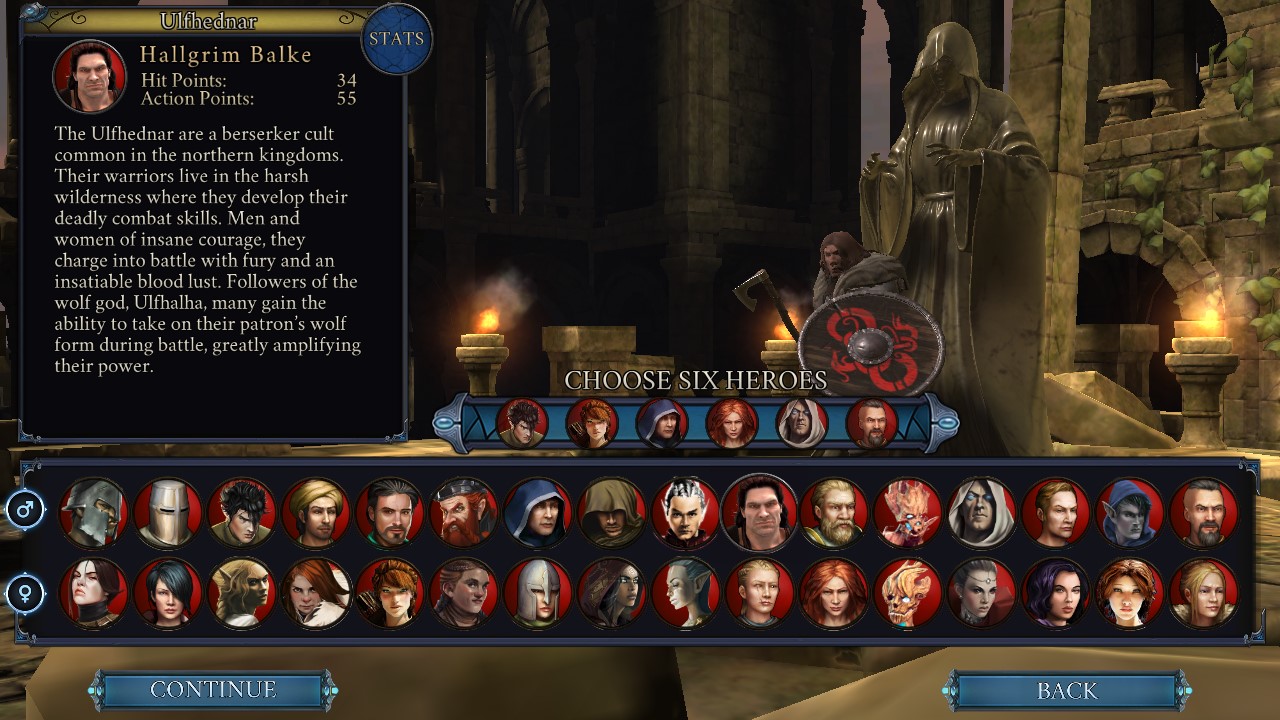 Ulfhednar
STATS
Hallgrim Balke
Hit Points: 34
Action Points: 55
The Ulfhednar are a berserker cult
common in the northern kingdoms.
Their warriors live in the harsh
wilderness where they develop their
deadly combat skills. Men and
women of insane courage, they
charge into battle with fury and an
insatiable blood lust. Followers of the
wolf god, Ulfhalha, many gain the
ability to take on their patron's wolf
form during battle, greatly amplifying
their power.
CHOOSE SIX HEROES
♂
♀
CONTINUE
BACK